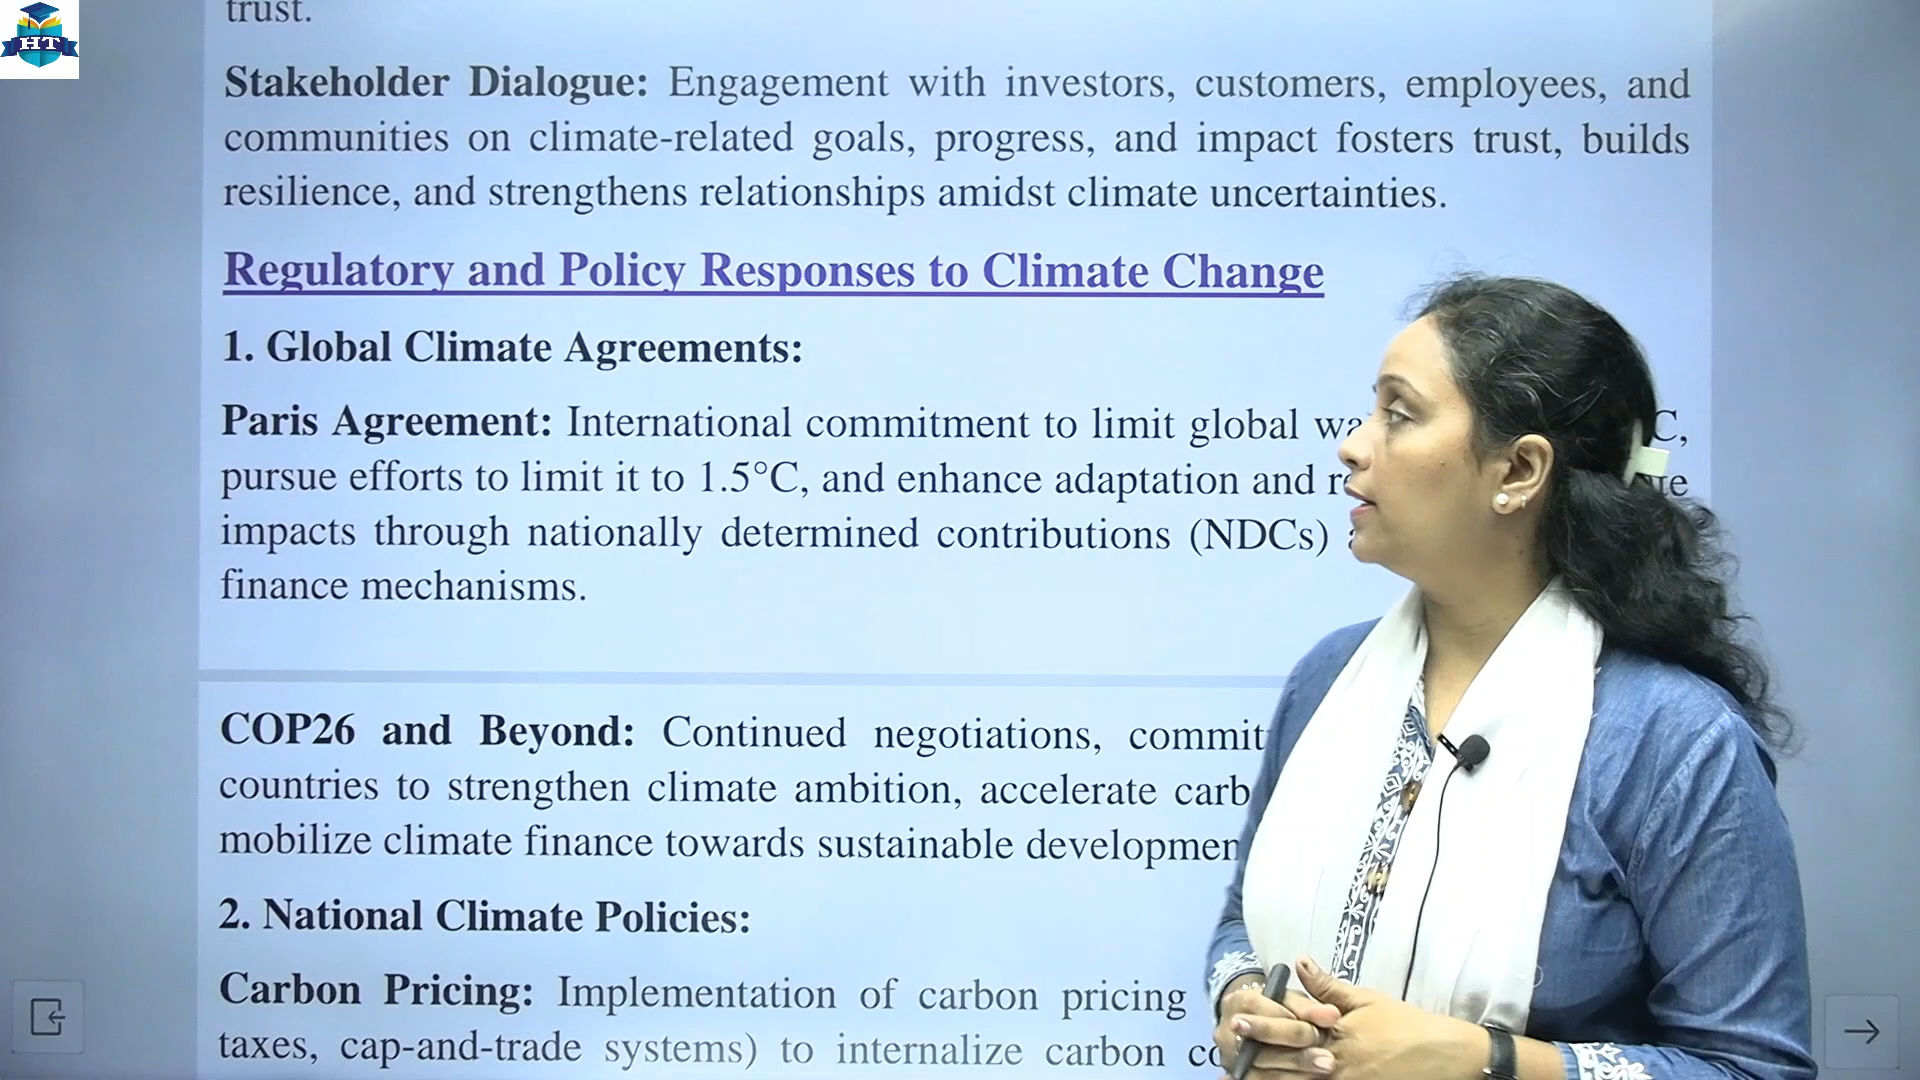 HT
trust.
Stakeholder Dialogue: Engagement with investors, customers, employees, and
communities on climate-related goals, progress, and impact fosters trust, builds
resilience, and strengthens relationships amidst climate uncertainties.
Regulatory and Policy Responses to Climate Change
1. Global Climate Agreements:
Paris Agreement: International commitment to limit global C,
pursue efforts to limit it to 1.5°C, and enhance adaptation and
impacts through nationally determined contributions (NDCs)
finance mechanisms.
COP26 and Beyond: Continued negotiations,
countries to strengthen climate ambition, accelerate
mobilize climate finance towards sustainable
2. National Climate Policies:
Carbon Pricing: Implementation of carbon pricing
taxes, cap-and-trade systems) to internalize carbon